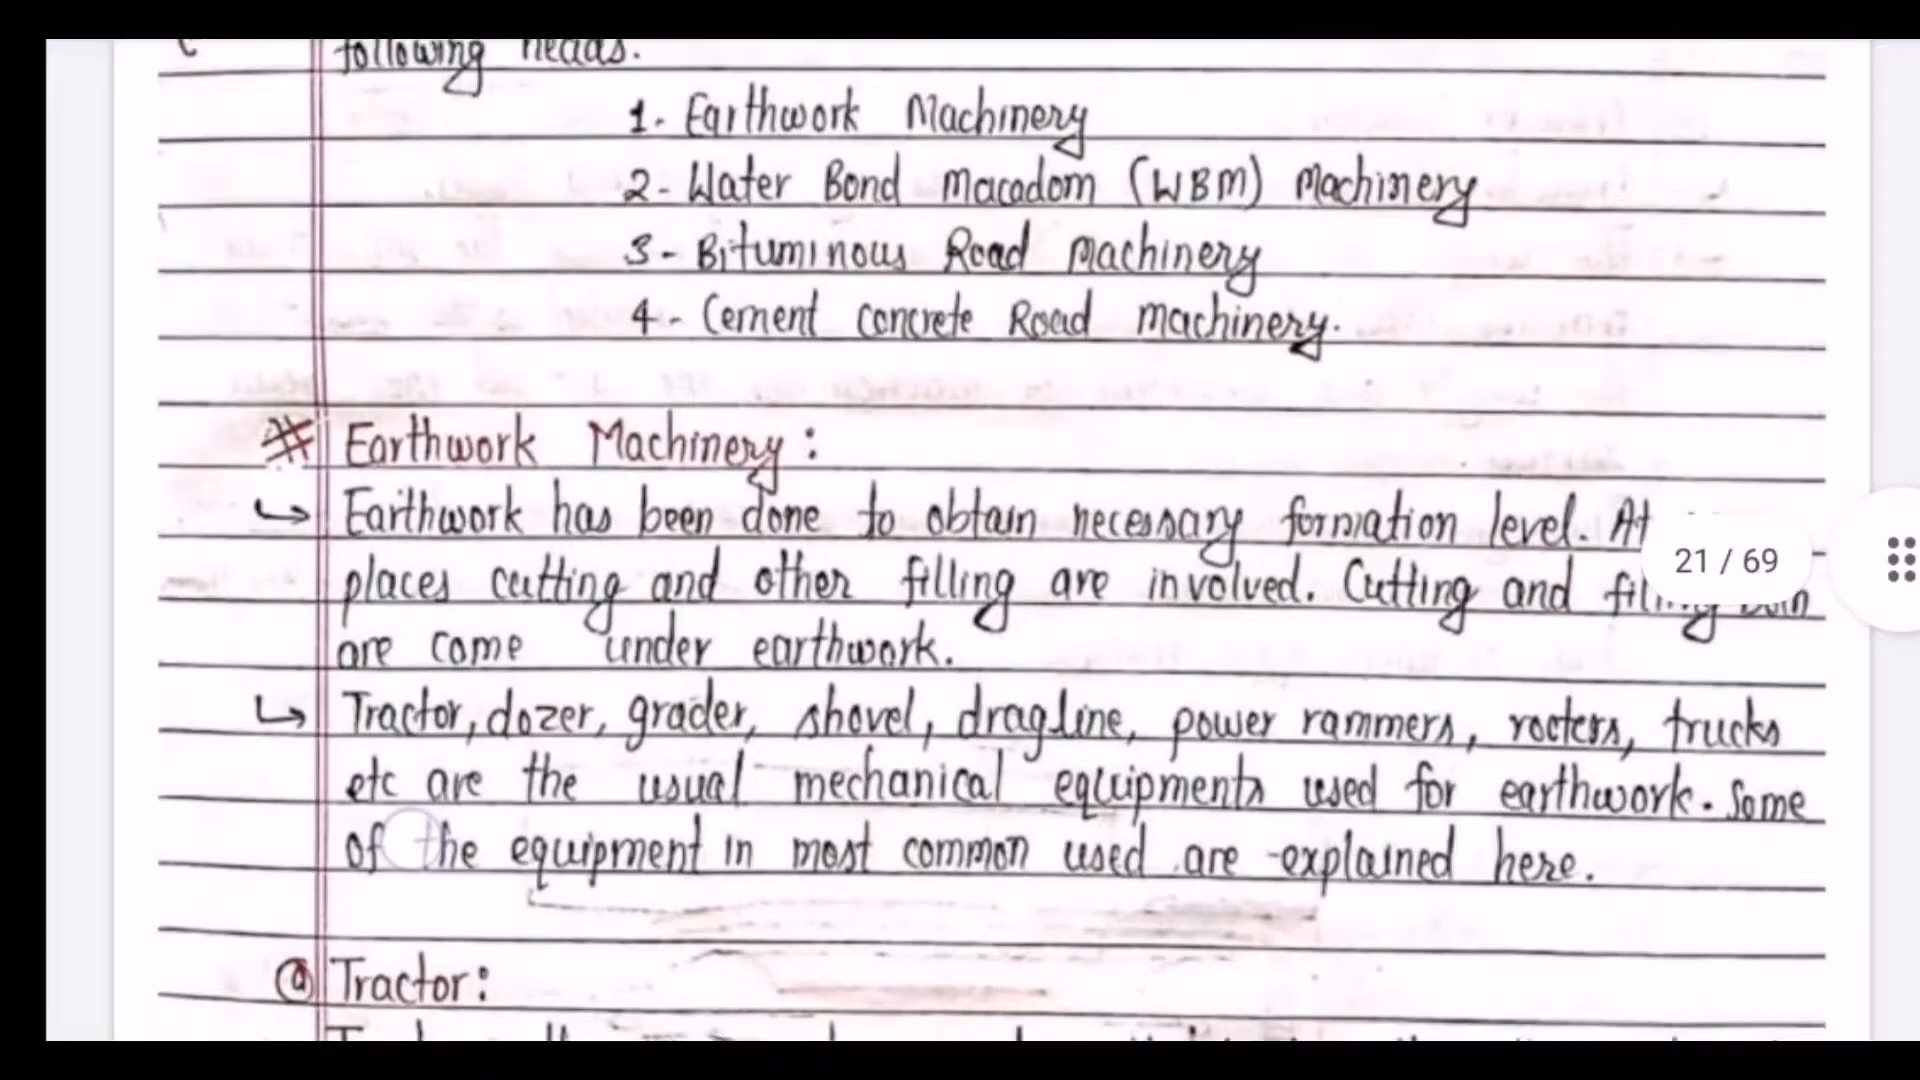 following heads.
1. Earthwork Machinery
2- Water Bond Macadom (WBM) Machinery
3- Bituminous Road Machinery
4- Cement concrete Road machinery.
# Earthwork Machinery :
↳ Earthwork has been done to obtain necessary formation level. At
21 / 69
places cutting and other filling are involved. Cutting and filling both
are come under earthwork.
↳ Tractor, dozer, grader, shovel, dragline, power rammers, rooters, trucks
etc are the usual mechanical equipments used for earthwork. Some
of the equipment in most common used are explained here.
@ Tractor: